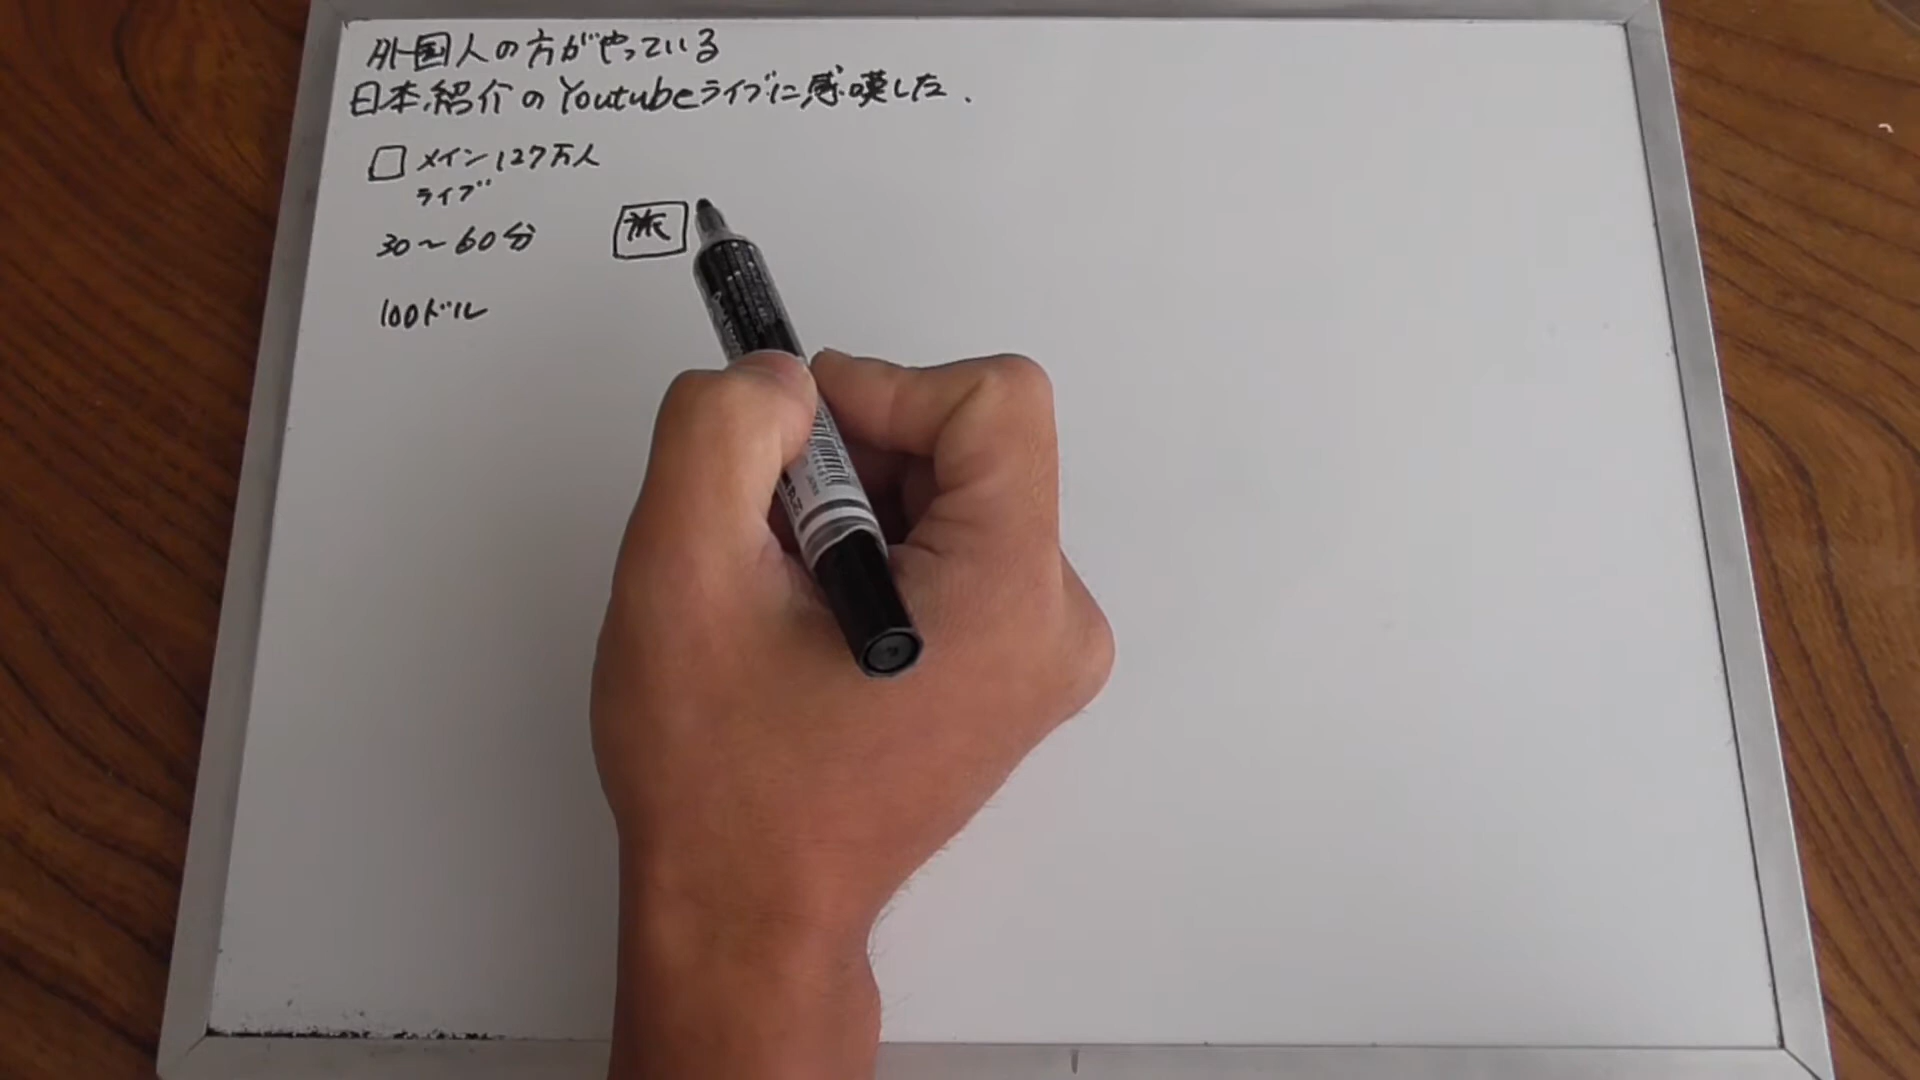 外国人の方がやっている
日本紹介のYoutubeライブに感嘆した.
メイン127万人
ライブ
30～60分
旅
100ドル